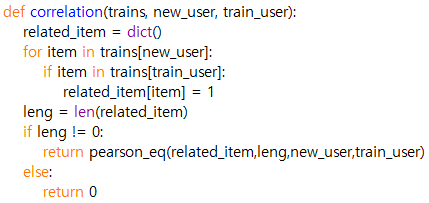 def correlation(trains, new_user, train_user):
    related_item = dict()
    for item in trains[new_user]:
        if item in trains[train_user]:
            related_item[item] = 1
    leng = len(related_item)
    if leng != 0:
        return pearson_eq(related_item,leng,new_user,train_user)
    else:
        return 0